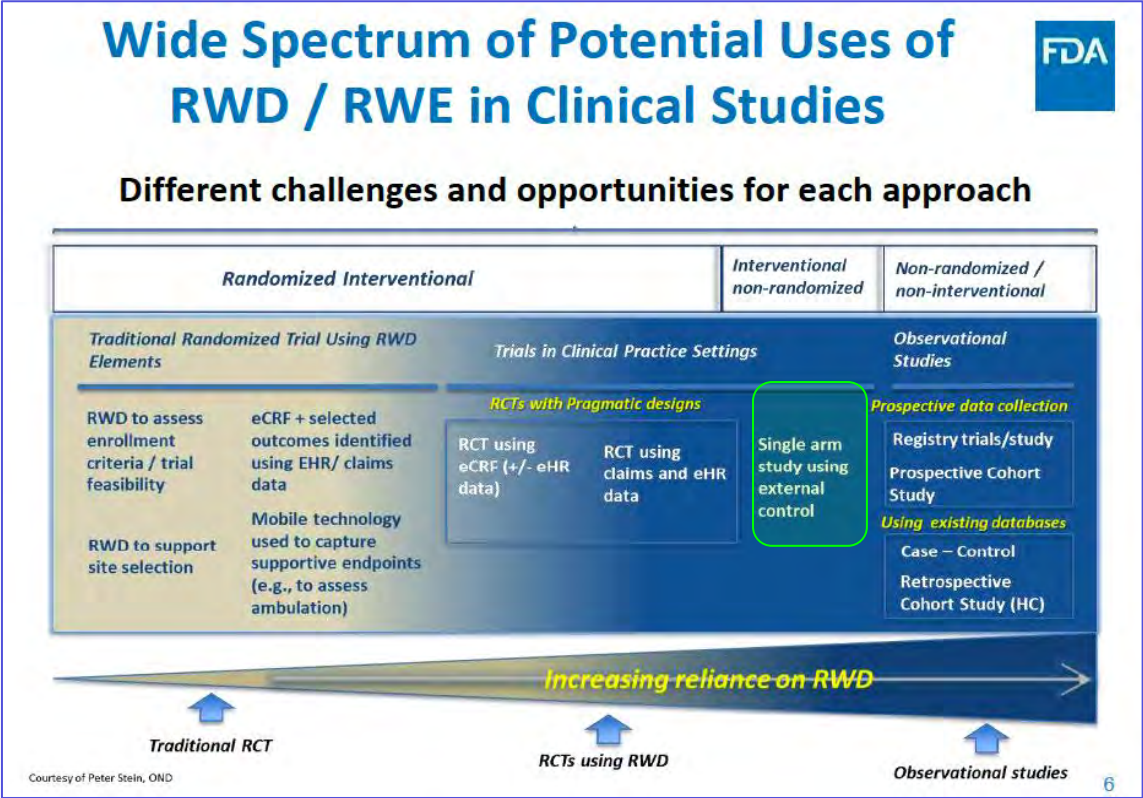 Wide Spectrum of Potential Uses of
RWD / RWE in Clinical Studies
FDA
Different challenges and opportunities for each approach
Randomized Interventional
Interventional
non-randomized
Non-randomized /
non-interventional
Traditional Randomized Trial Using RWD
Elements
Trials in Clinical Practice Settings
Observational
Studies
RWD to assess
enrollment
criteria / trial
feasibility
eCRF + selected
outcomes identified
using EHR/ claims
data
RWD to support
site selection
Mobile technology
used to capture
supportive endpoints
(e.g., to assess
ambulation)
RCTs with Pragmatic designs
RCT using
eCRF (+/- eHR
data)
RCT using
claims and eHR
data
Single arm
study using
external
control
Prospective data collection
Registry trials/study
Prospective Cohort
Study
Using existing databases
Case – Control
Retrospective
Cohort Study (HC)
Increasing reliance on RWD
Traditional RCT
RCTs using RWD
Observational studies
Courtesy of Peter Stein, OND
6